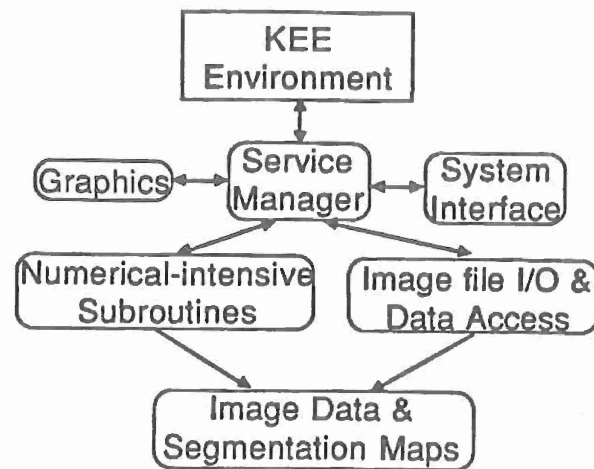 KEE
Environment
Service
Manager
Graphics
System
Interface
Numerical-intensive
Subroutines
Image file I/O &
Data Access
Image Data &
Segmentation Maps